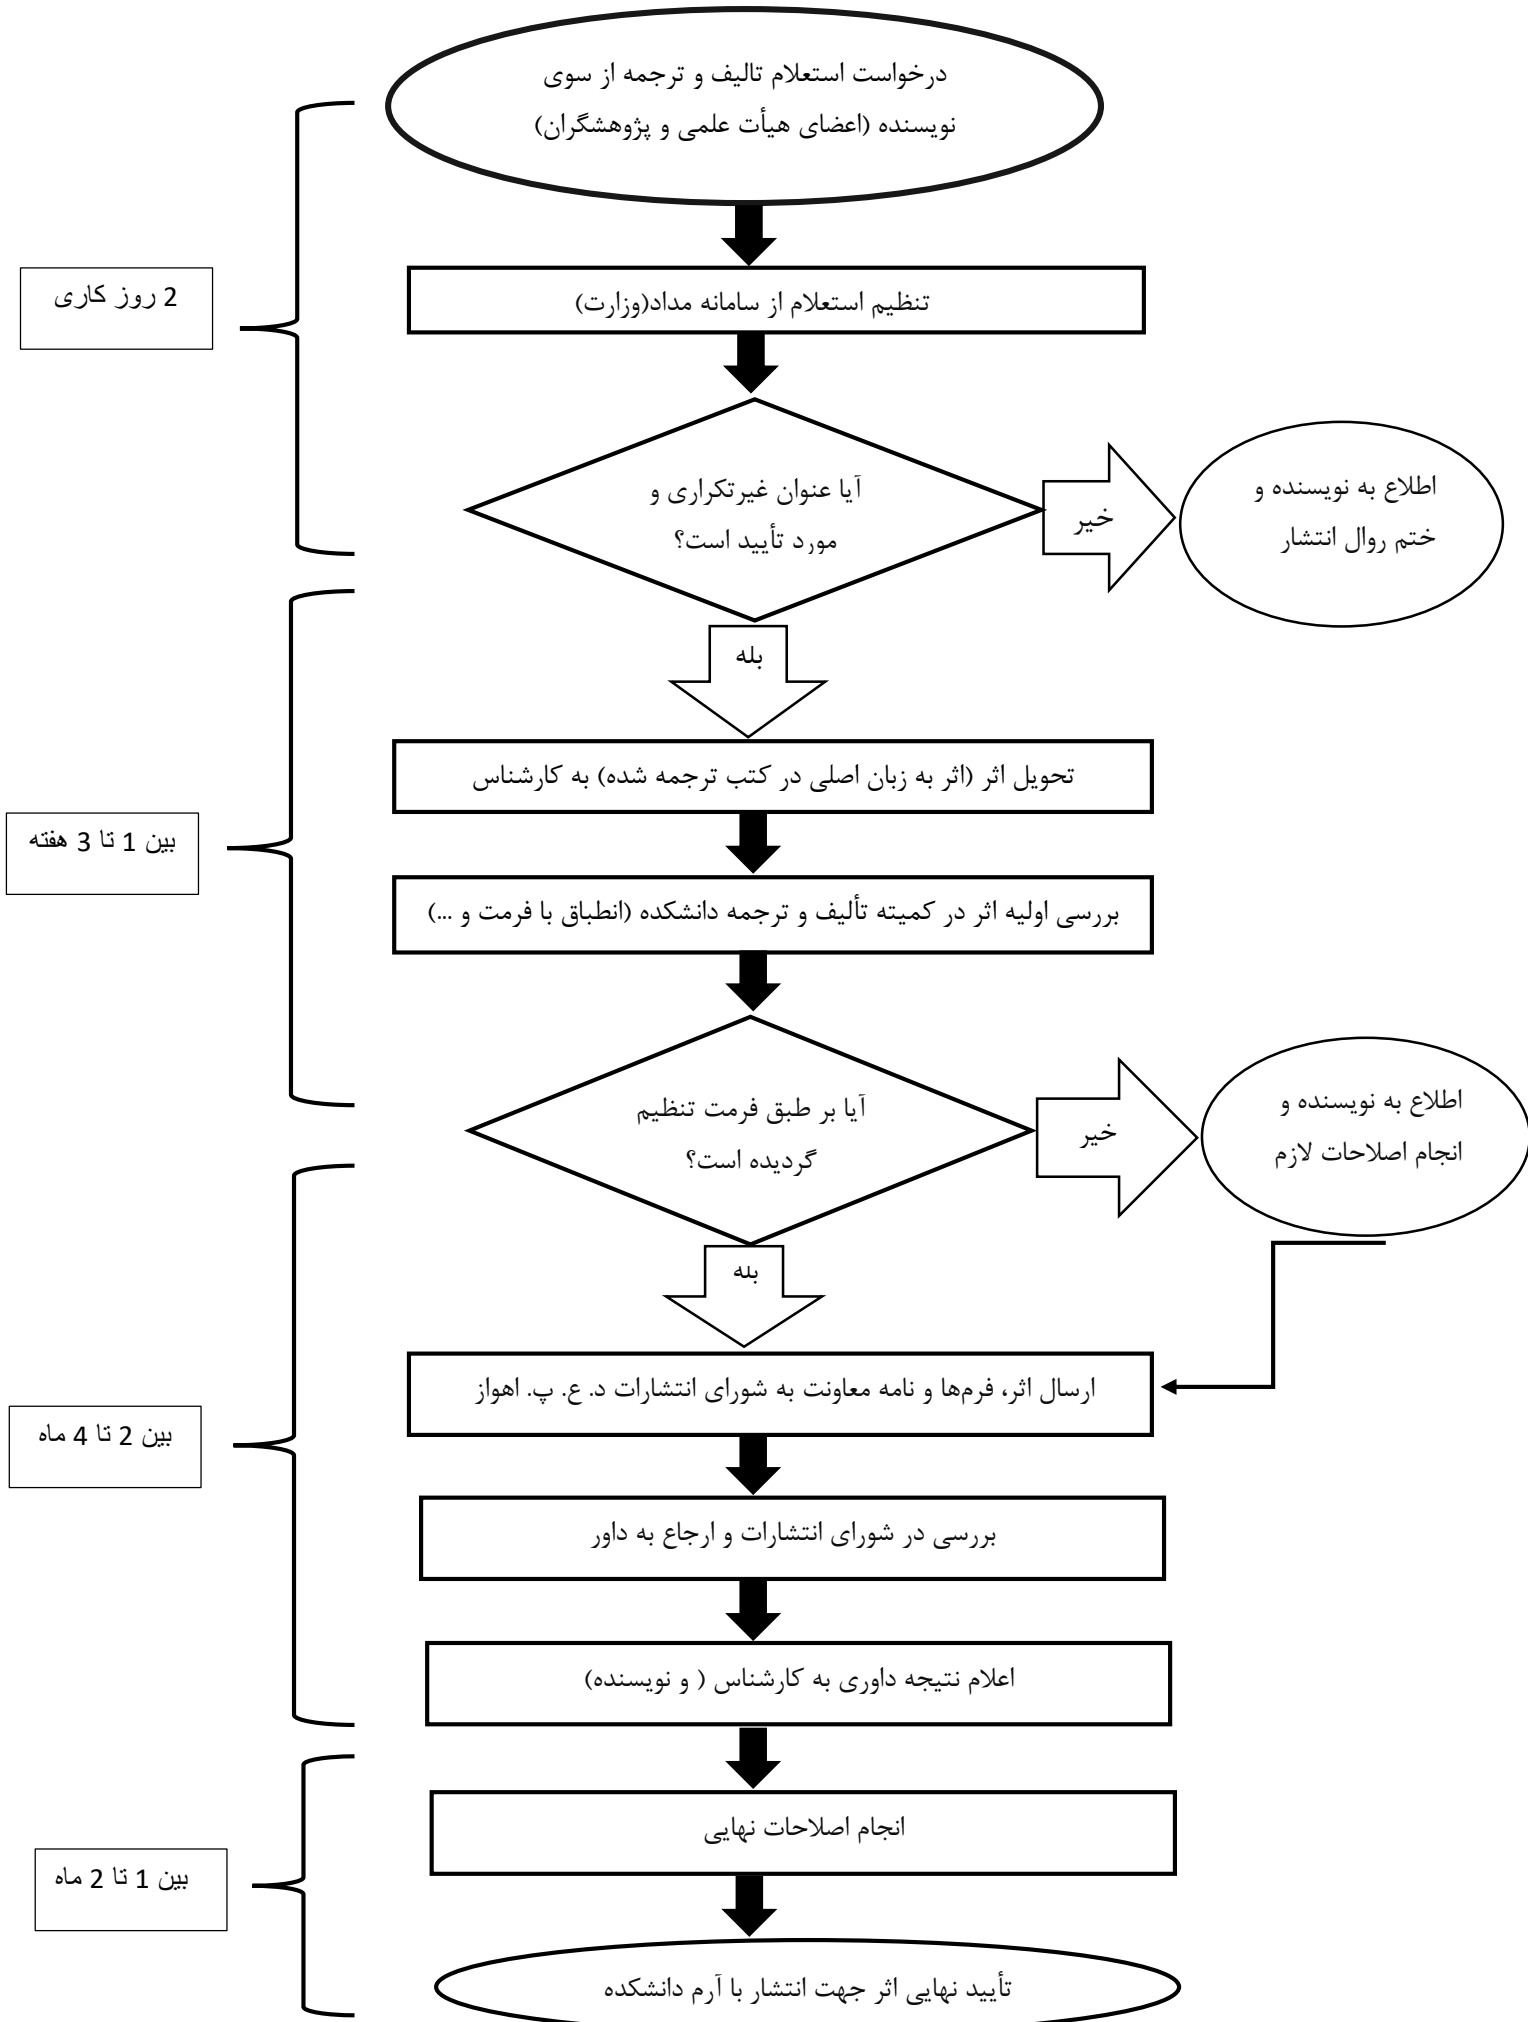 درخواست استعلام تالیف و ترجمه از سوی
نویسنده (اعضای هیأت علمی و پژوهشگران)
2 روز کاری
تنظیم استعلام از سامانه مداد(وزارت)
آیا عنوان غیرتکراری و
مورد تأیید است؟
خیر
اطلاع به نویسنده و
ختم روال انتشار
بله
تحویل اثر (اثر به زبان اصلی در کتب ترجمه شده) به کارشناس
بین 1 تا 3 هفته
بررسی اولیه اثر در کمیته تألیف و ترجمه دانشکده (انطباق با فرمت و ...)
آیا بر طبق فرمت تنظیم
گردیده است؟
خیر
اطلاع به نویسنده و
انجام اصلاحات لازم
بله
ارسال اثر، فرم‌ها و نامه معاونت به شورای انتشارات د. ع. پ. اهواز
بین 2 تا 4 ماه
بررسی در شورای انتشارات و ارجاع به داور
اعلام نتیجه داوری به کارشناس ( و نویسنده)
انجام اصلاحات نهایی
بین 1 تا 2 ماه
تأیید نهایی اثر جهت انتشار با آرم دانشکده